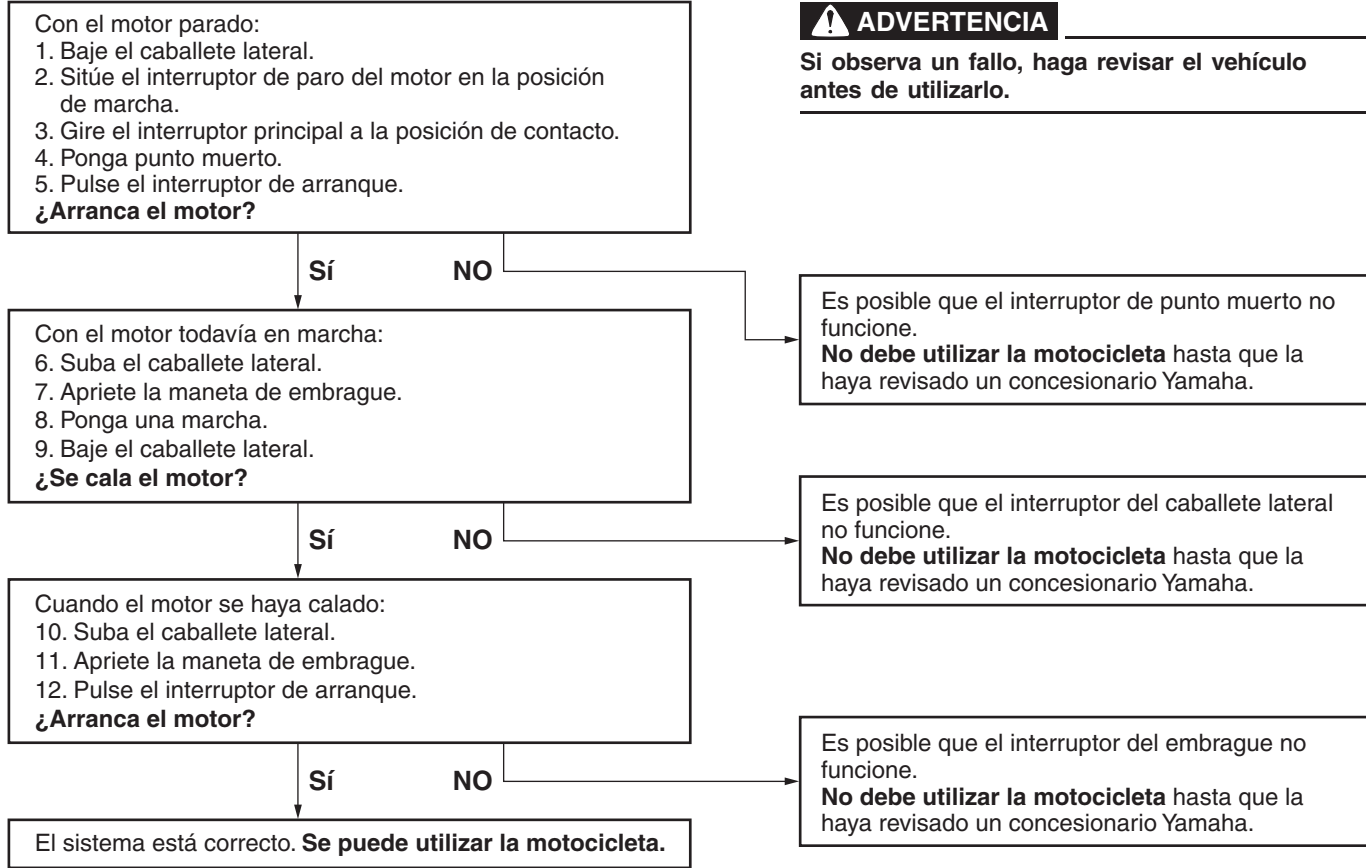 Con el motor parado:
1. Baje el caballete lateral.
2. Sitúe el interruptor de paro del motor en la posición
de marcha.
3. Gire el interruptor principal a la posición de contacto.
4. Ponga punto muerto.
5. Pulse el interruptor de arranque.
¿Arranca el motor?
ADVERTENCIA
Si observa un fallo, haga revisar el vehículo
antes de utilizarlo.
Sí NO
Es posible que el interruptor de punto muerto no
funcione.
No debe utilizar la motocicleta hasta que la
haya revisado un concesionario Yamaha.
Con el motor todavía en marcha:
6. Suba el caballete lateral.
7. Apriete la maneta de embrague.
8. Ponga una marcha.
9. Baje el caballete lateral.
¿Se cala el motor?
Sí NO
Es posible que el interruptor del caballete lateral
no funcione.
No debe utilizar la motocicleta hasta que la
haya revisado un concesionario Yamaha.
Cuando el motor se haya calado:
10. Suba el caballete lateral.
11. Apriete la maneta de embrague.
12. Pulse el interruptor de arranque.
¿Arranca el motor?
Sí NO
Es posible que el interruptor del embrague no
funcione.
No debe utilizar la motocicleta hasta que la
haya revisado un concesionario Yamaha.
El sistema está correcto. Se puede utilizar la motocicleta.